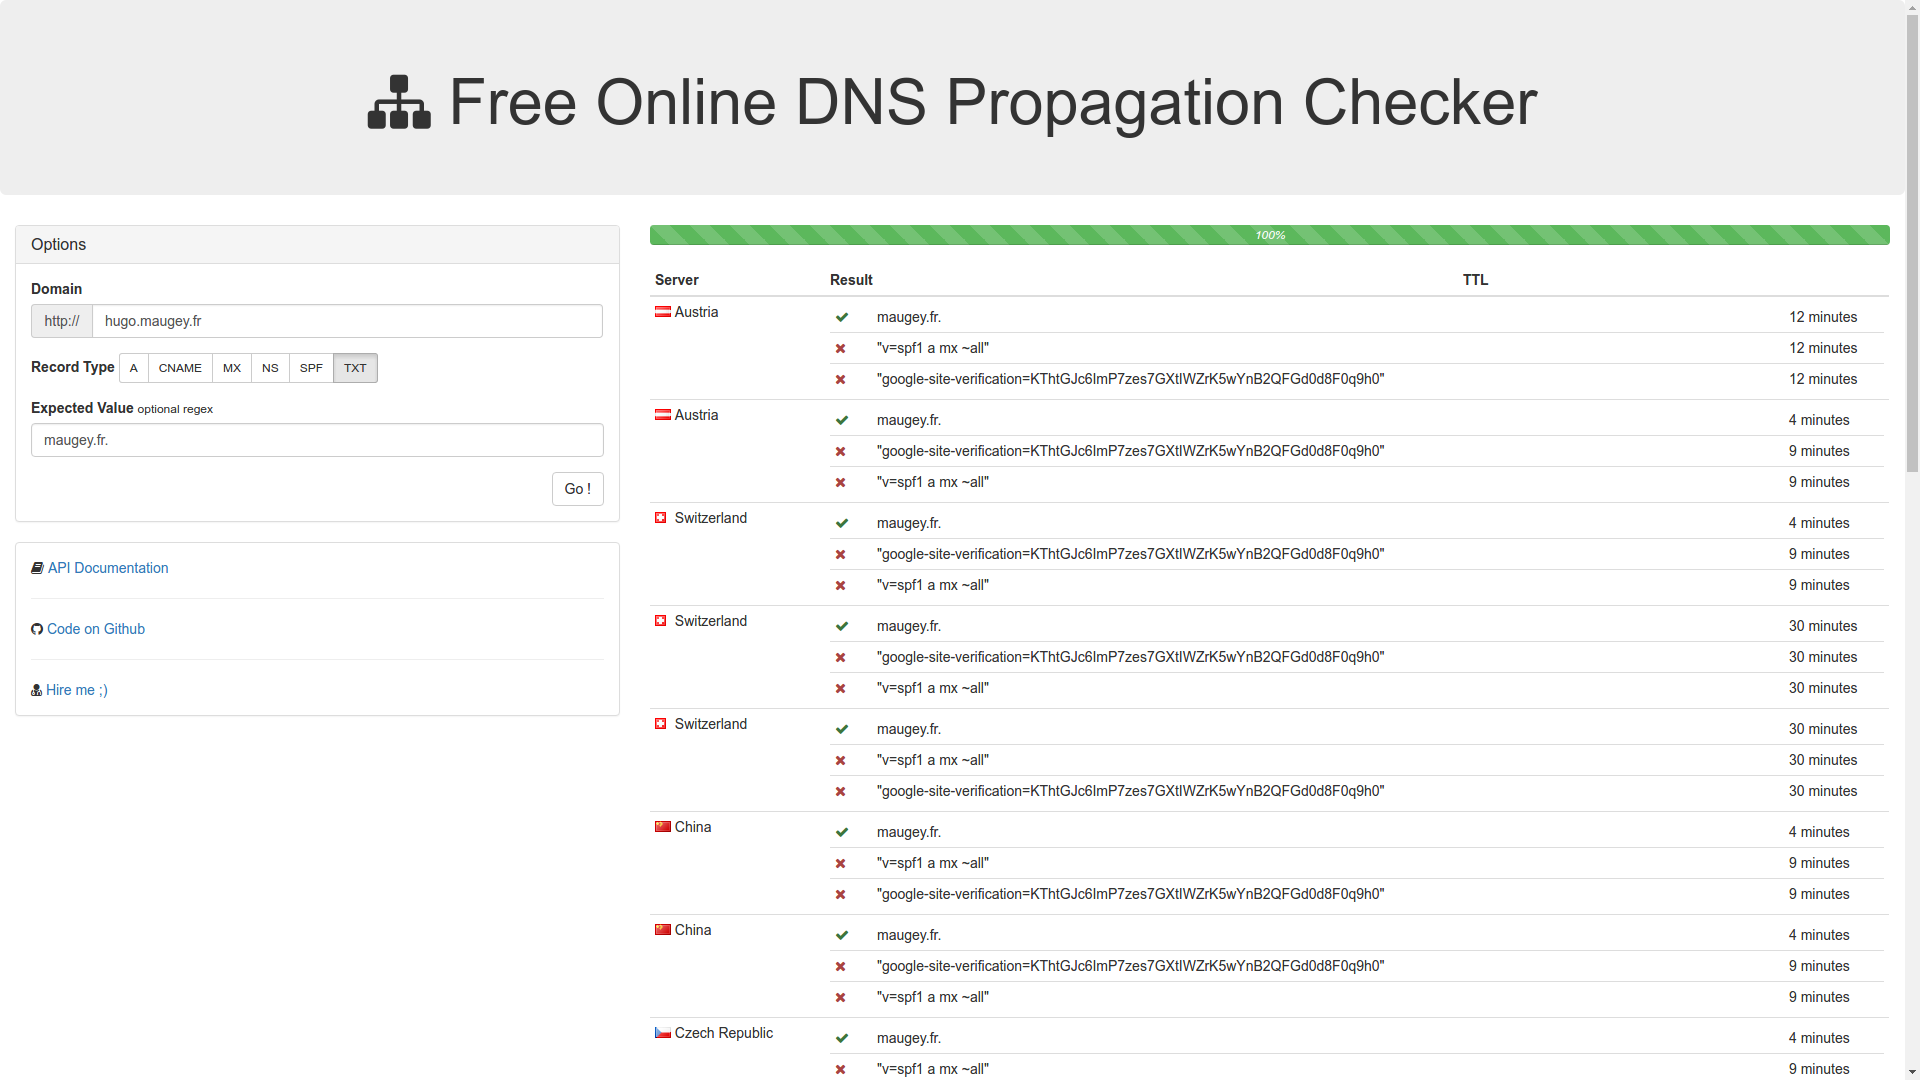 Free Online DNS Propagation Checker
Options
Domain
http:// hugo.maugey.fr
Record Type A CNAME MX NS SPF TXT
Expected Value optional regex
maugey.fr.
Go !
API Documentation
Code on Github
Hire me ;)
100%
Server Result TTL
Austria
maugey.fr. 12 minutes
"v=spf1 a mx ~all" 12 minutes
"google-site-verification=KThtGJc6ImP7zes7GXtIWZrK5wYnB2QFGd0d8F0q9h0" 12 minutes
Austria
maugey.fr. 4 minutes
"google-site-verification=KThtGJc6ImP7zes7GXtIWZrK5wYnB2QFGd0d8F0q9h0" 9 minutes
"v=spf1 a mx ~all" 9 minutes
Switzerland
maugey.fr. 4 minutes
"google-site-verification=KThtGJc6ImP7zes7GXtIWZrK5wYnB2QFGd0d8F0q9h0" 9 minutes
"v=spf1 a mx ~all" 9 minutes
Switzerland
maugey.fr. 30 minutes
"google-site-verification=KThtGJc6ImP7zes7GXtIWZrK5wYnB2QFGd0d8F0q9h0" 30 minutes
"v=spf1 a mx ~all" 30 minutes
Switzerland
maugey.fr. 30 minutes
"v=spf1 a mx ~all" 30 minutes
"google-site-verification=KThtGJc6ImP7zes7GXtIWZrK5wYnB2QFGd0d8F0q9h0" 30 minutes
China
maugey.fr. 4 minutes
"v=spf1 a mx ~all" 9 minutes
"google-site-verification=KThtGJc6ImP7zes7GXtIWZrK5wYnB2QFGd0d8F0q9h0" 9 minutes
China
maugey.fr. 4 minutes
"google-site-verification=KThtGJc6ImP7zes7GXtIWZrK5wYnB2QFGd0d8F0q9h0" 9 minutes
"v=spf1 a mx ~all" 9 minutes
Czech Republic
maugey.fr. 4 minutes
"v=spf1 a mx ~all" 9 minutes